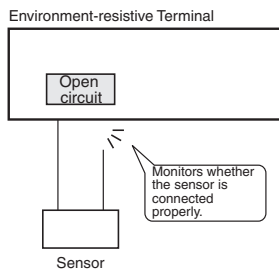 Environment-resistive Terminal
Open
circuit
Monitors whether
the sensor is
connected
properly.
Sensor